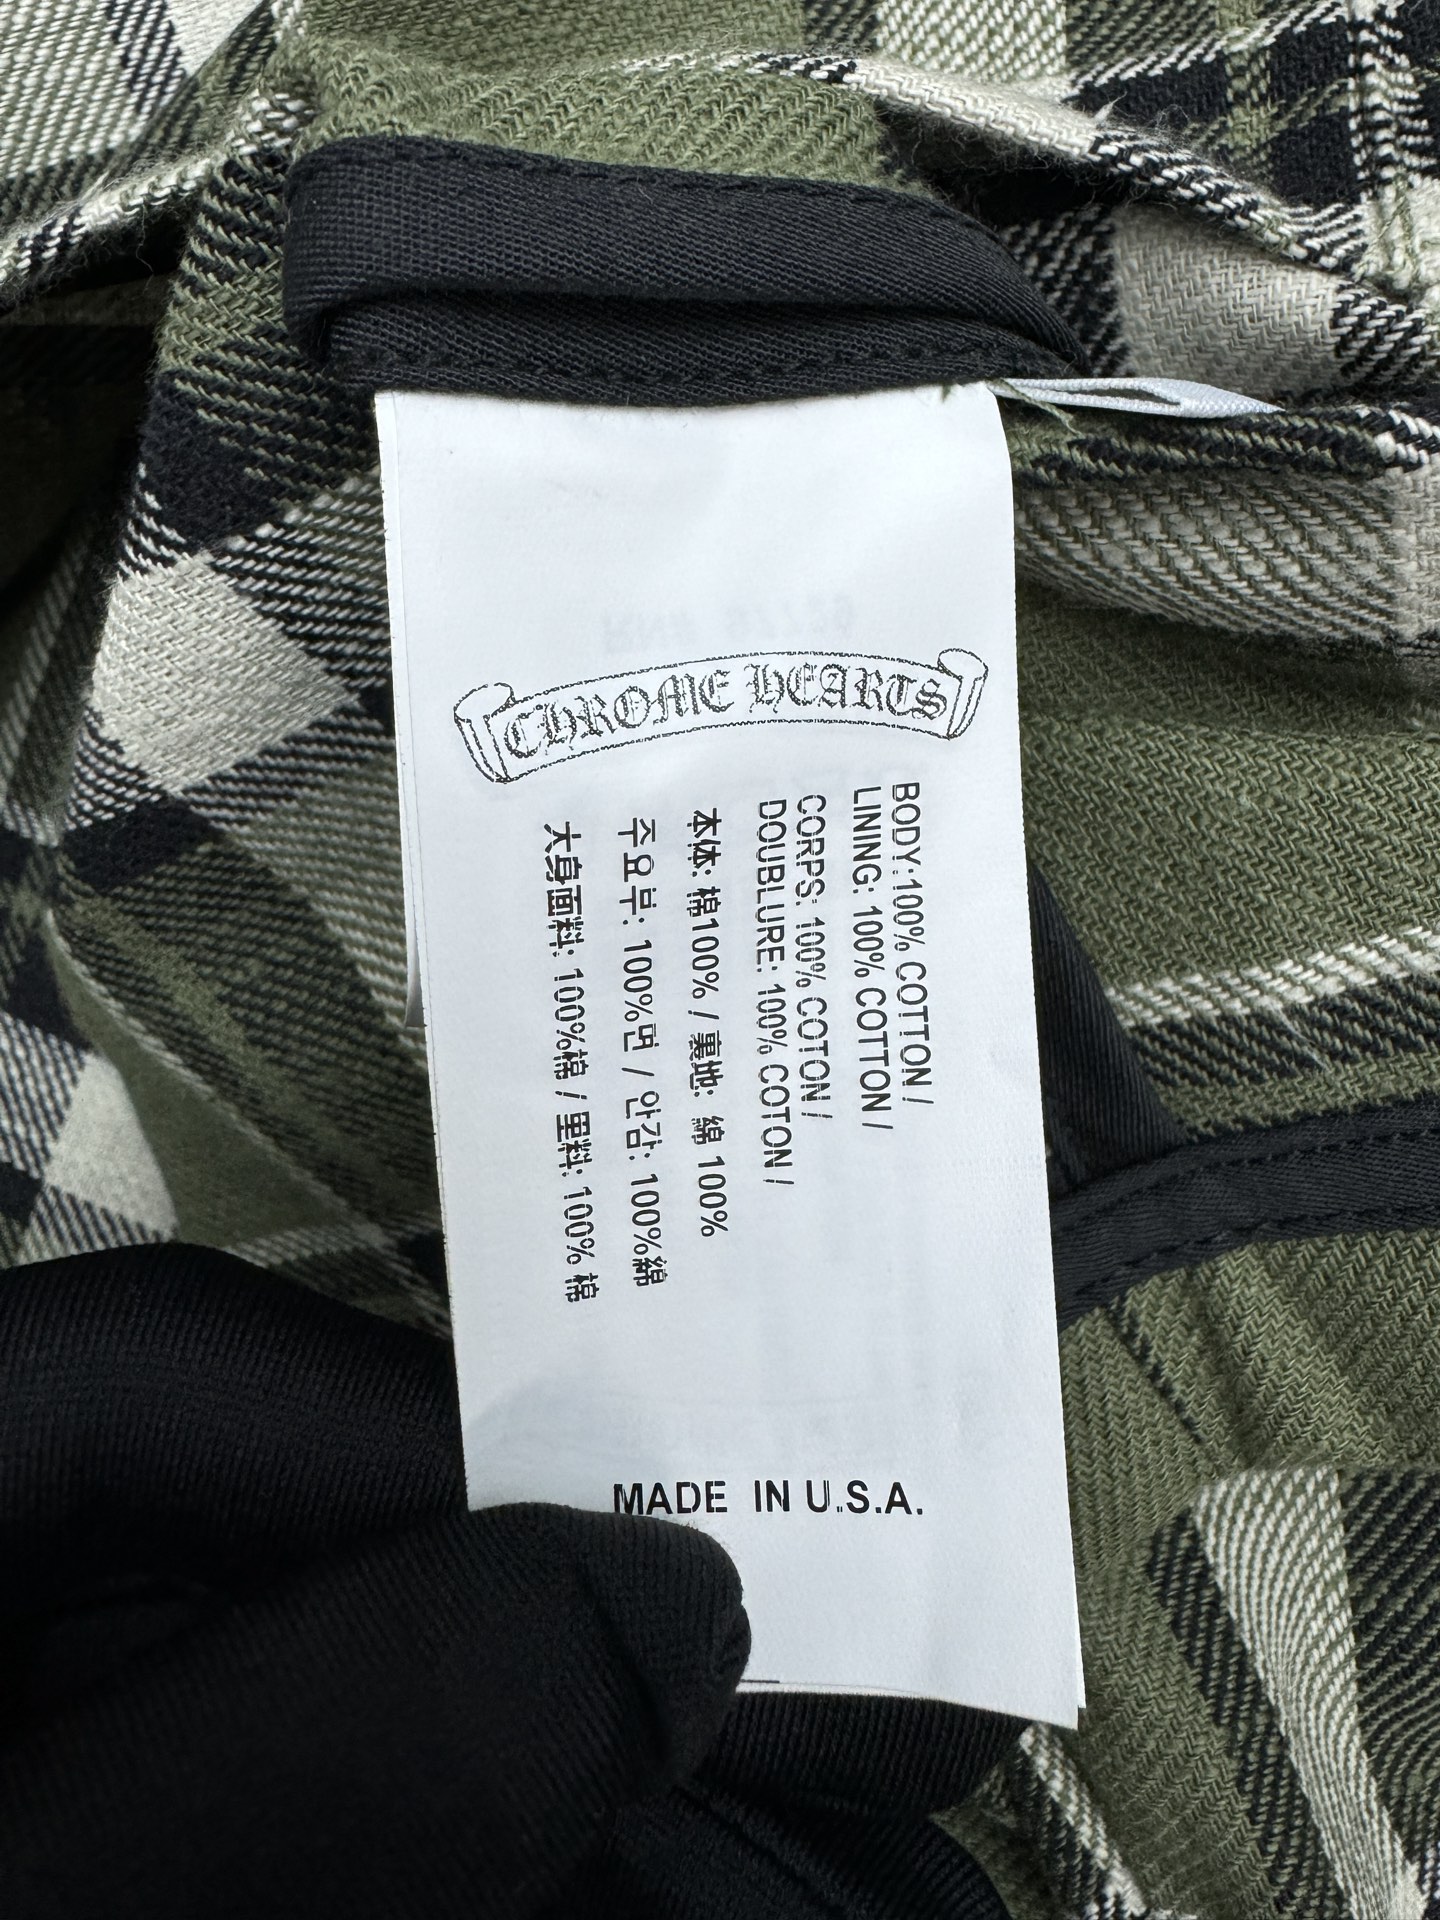 CHROME HEARTS
BODY:100% COTTON /
LINING: 100% COTTON /
CORPS: 100% COTON /
DOUBLURE: 100% COTON /
本体: 棉100% / 裏地: 綿 100%
주요부: 100%면 / 안감: 100%綿
大身面料: 100%棉 / 里料: 100% 棉
MADE IN U.S.A.